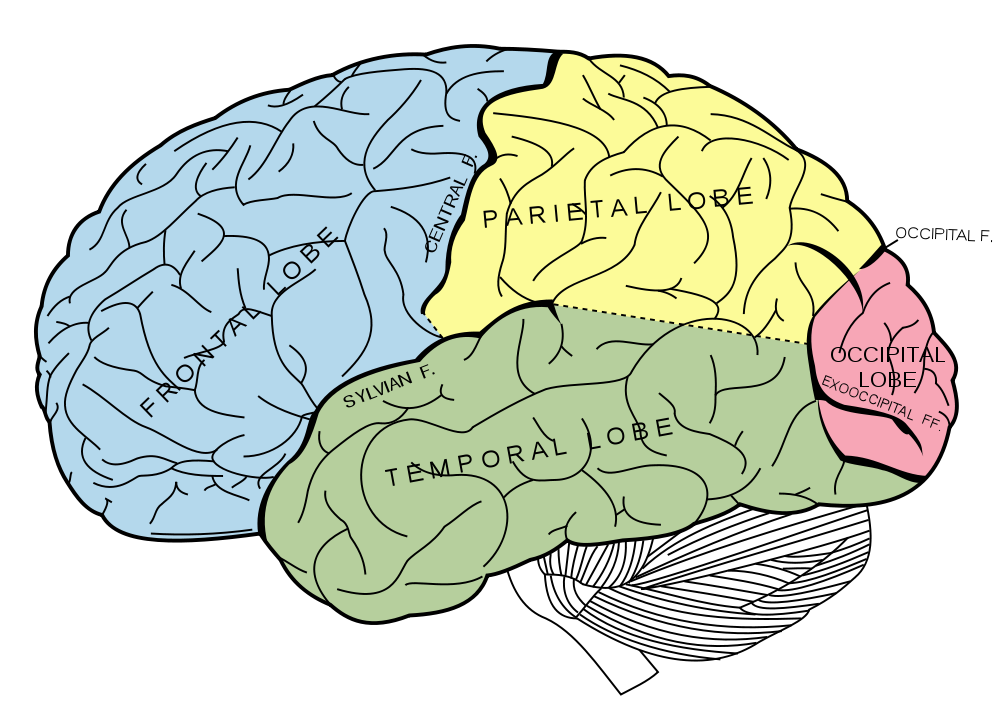 CENTRAL F.
PARIETAL LOBE
OCCIPITAL F.
FRONTAL LOBE
OCCIPITAL
LOBE
SYLVIAN F.
EXOOCCIPITAL FF.
TEMPORAL LOBE